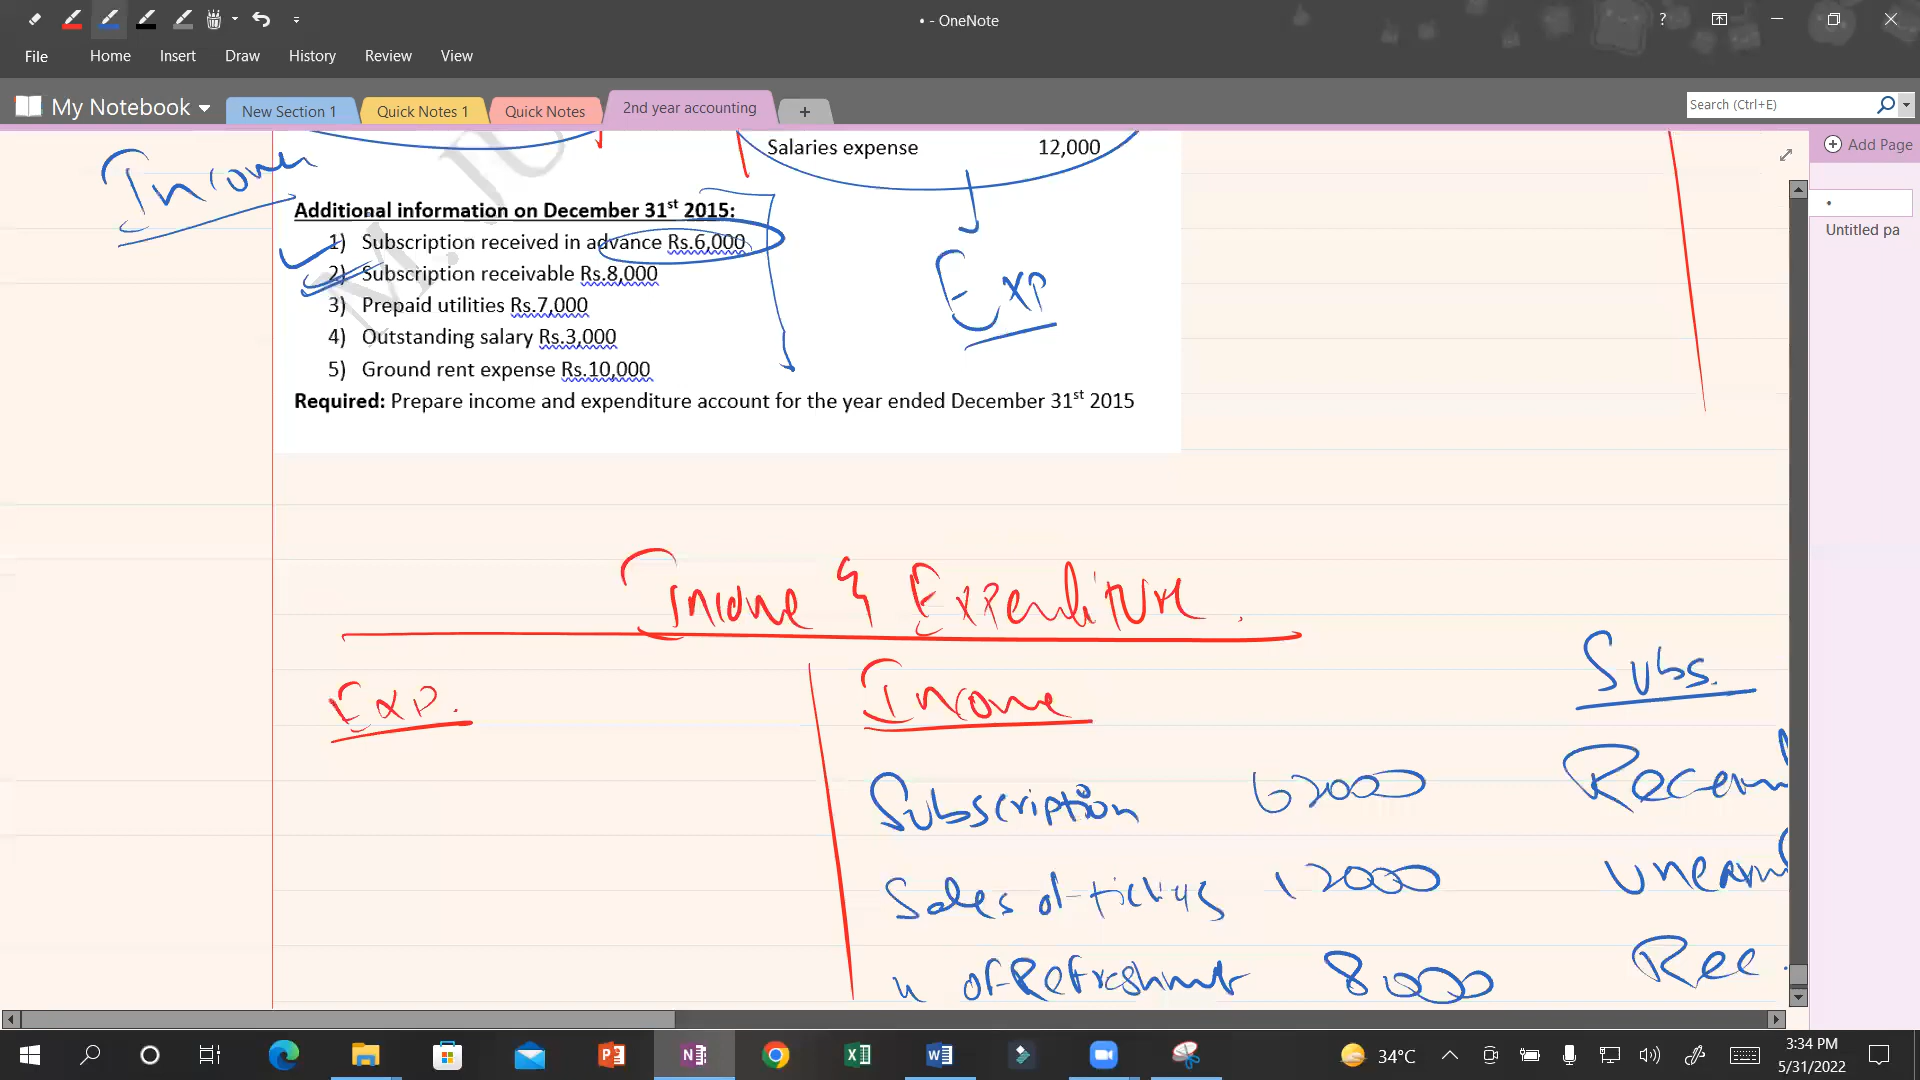 • - OneNote
?
File Home Insert Draw History Review View
My Notebook New Section 1 Quick Notes 1 Quick Notes 2nd year accounting +
Search (Ctrl+E)
Add Page
•
Untitled pa
Income
Salaries expense 12,000
Additional information on December 31st 2015:
1) Subscription received in advance Rs.6,000
2) Subscription receivable Rs.8,000
3) Prepaid utilities Rs.7,000
4) Outstanding salary Rs.3,000
5) Ground rent expense Rs.10,000
Required: Prepare income and expenditure account for the year ended December 31st 2015
Exp
Income & Expenditure
Exp. Income Subs.
Subscription 62000
Sales of tickets 12000
" of Refreshment 8000 Rec.
34°C
3:34 PM
5/31/2022